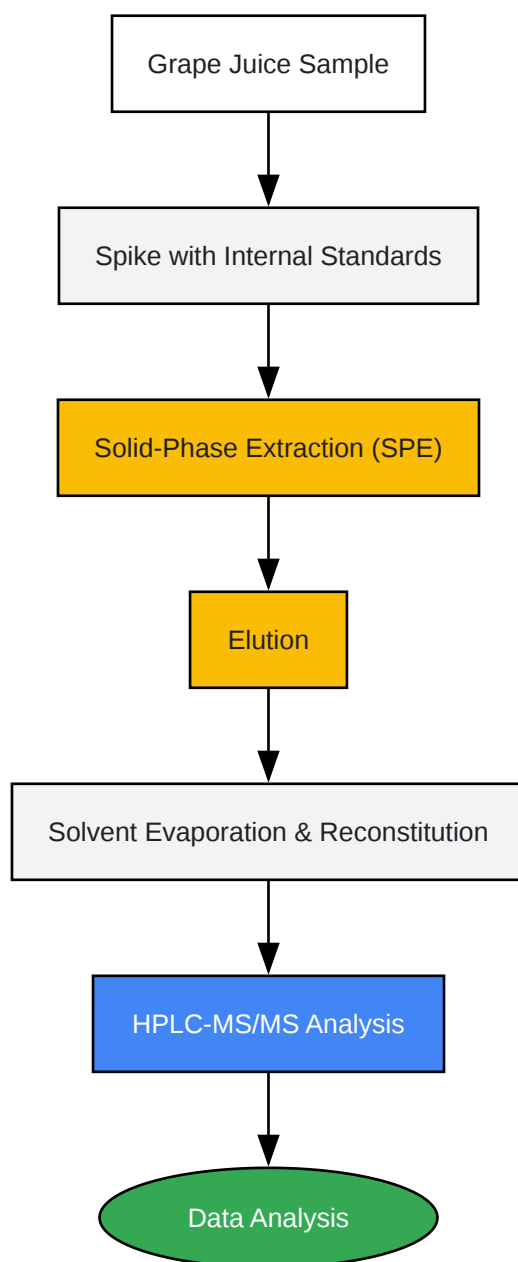 Grape Juice Sample
Spike with Internal Standards
Solid-Phase Extraction (SPE)
Elution
Solvent Evaporation & Reconstitution
HPLC-MS/MS Analysis
Data Analysis